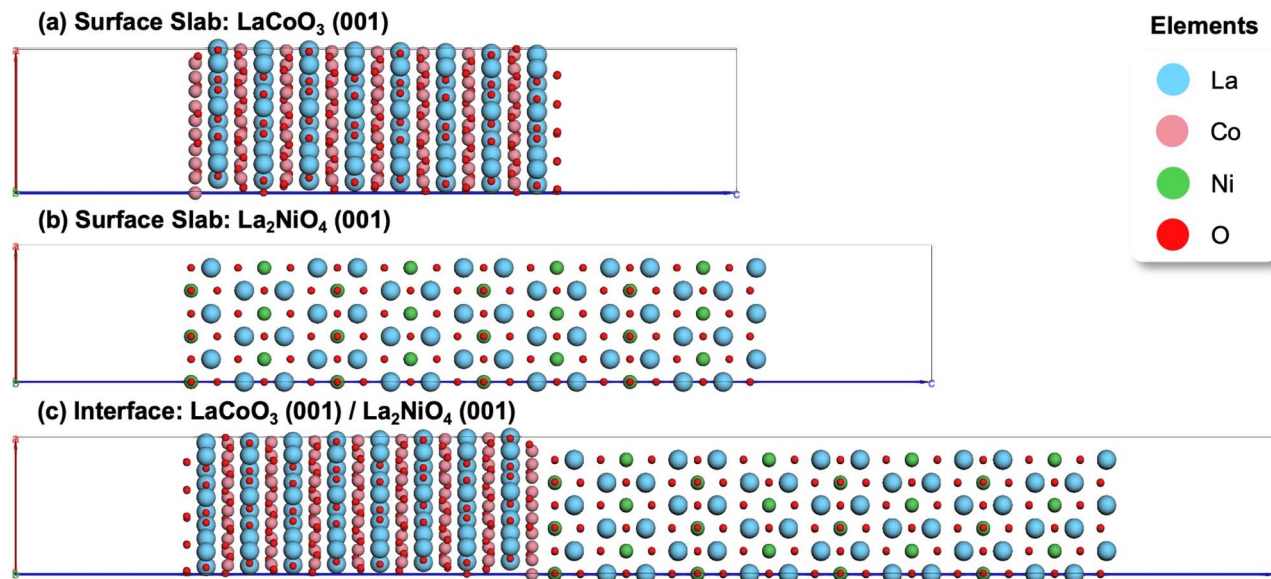 (a) Surface Slab: LaCoO₃ (001)
Elements
La
Co
Ni
O
a
c
(b) Surface Slab: La₂NiO₄ (001)
a
c
(c) Interface: LaCoO₃ (001) / La₂NiO₄ (001)
a